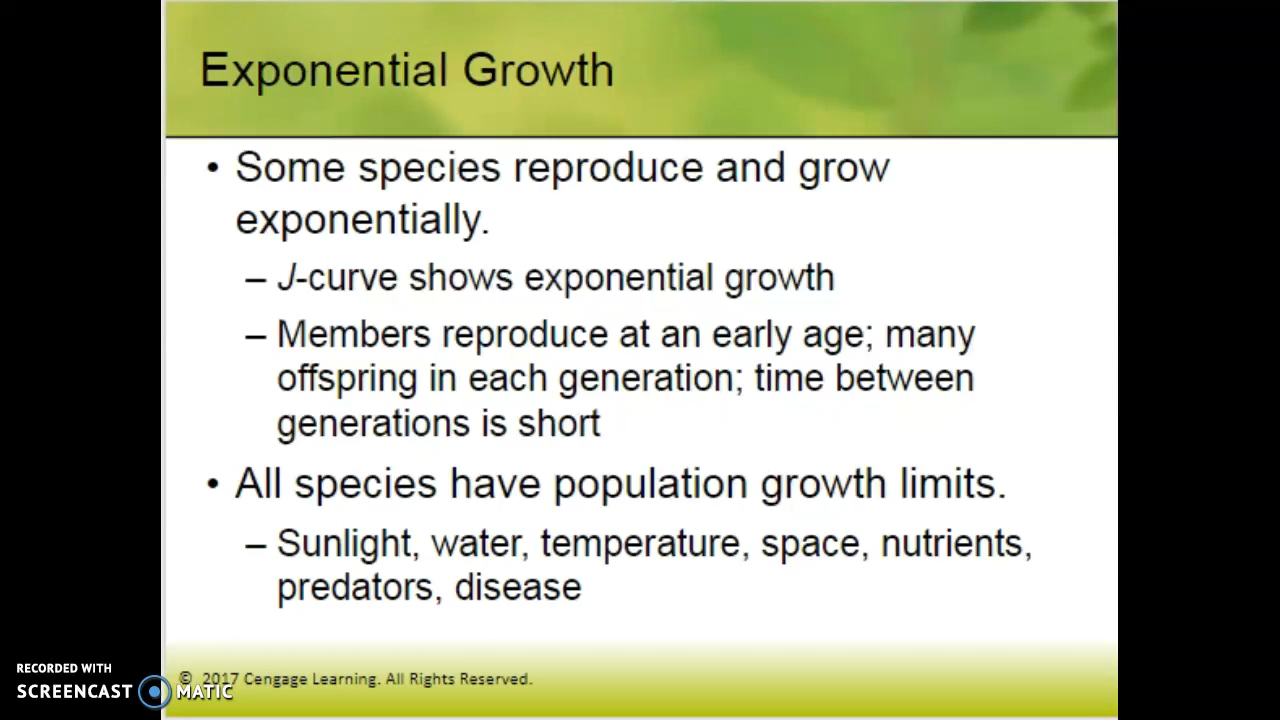 Exponential Growth
• Some species reproduce and grow
exponentially.
– J-curve shows exponential growth
– Members reproduce at an early age; many
offspring in each generation; time between
generations is short
• All species have population growth limits.
– Sunlight, water, temperature, space, nutrients,
predators, disease
© 2017 Cengage Learning. All Rights Reserved.
RECORDED WITH
SCREENCAST MATIC